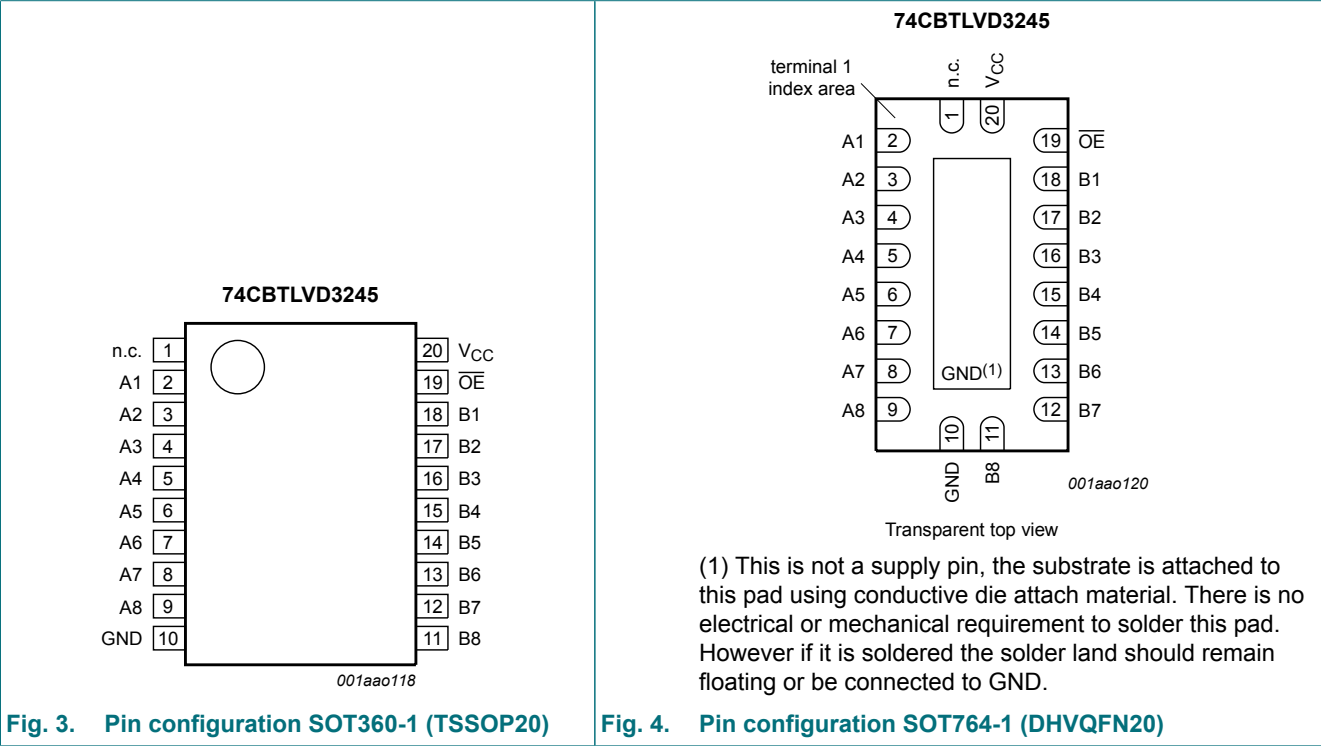 74CBTLVD3245
n.c. 1
A1 2
A2 3
A3 4
A4 5
A5 6
A6 7
A7 8
A8 9
GND 10
20 VCC
19 OE
18 B1
17 B2
16 B3
15 B4
14 B5
13 B6
12 B7
11 B8
001aao118
Fig. 3. Pin configuration SOT360-1 (TSSOP20)
74CBTLVD3245
terminal 1
index area
n.c.
VCC
1
20
A1 2
A2 3
A3 4
A4 5
A5 6
A6 7
A7 8
A8 9
19 OE
18 B1
17 B2
16 B3
15 B4
14 B5
13 B6
12 B7
GND(1)
10
11
GND
B8
001aao120
Transparent top view
(1) This is not a supply pin, the substrate is attached to
this pad using conductive die attach material. There is no
electrical or mechanical requirement to solder this pad.
However if it is soldered the solder land should remain
floating or be connected to GND.
Fig. 4. Pin configuration SOT764-1 (DHVQFN20)